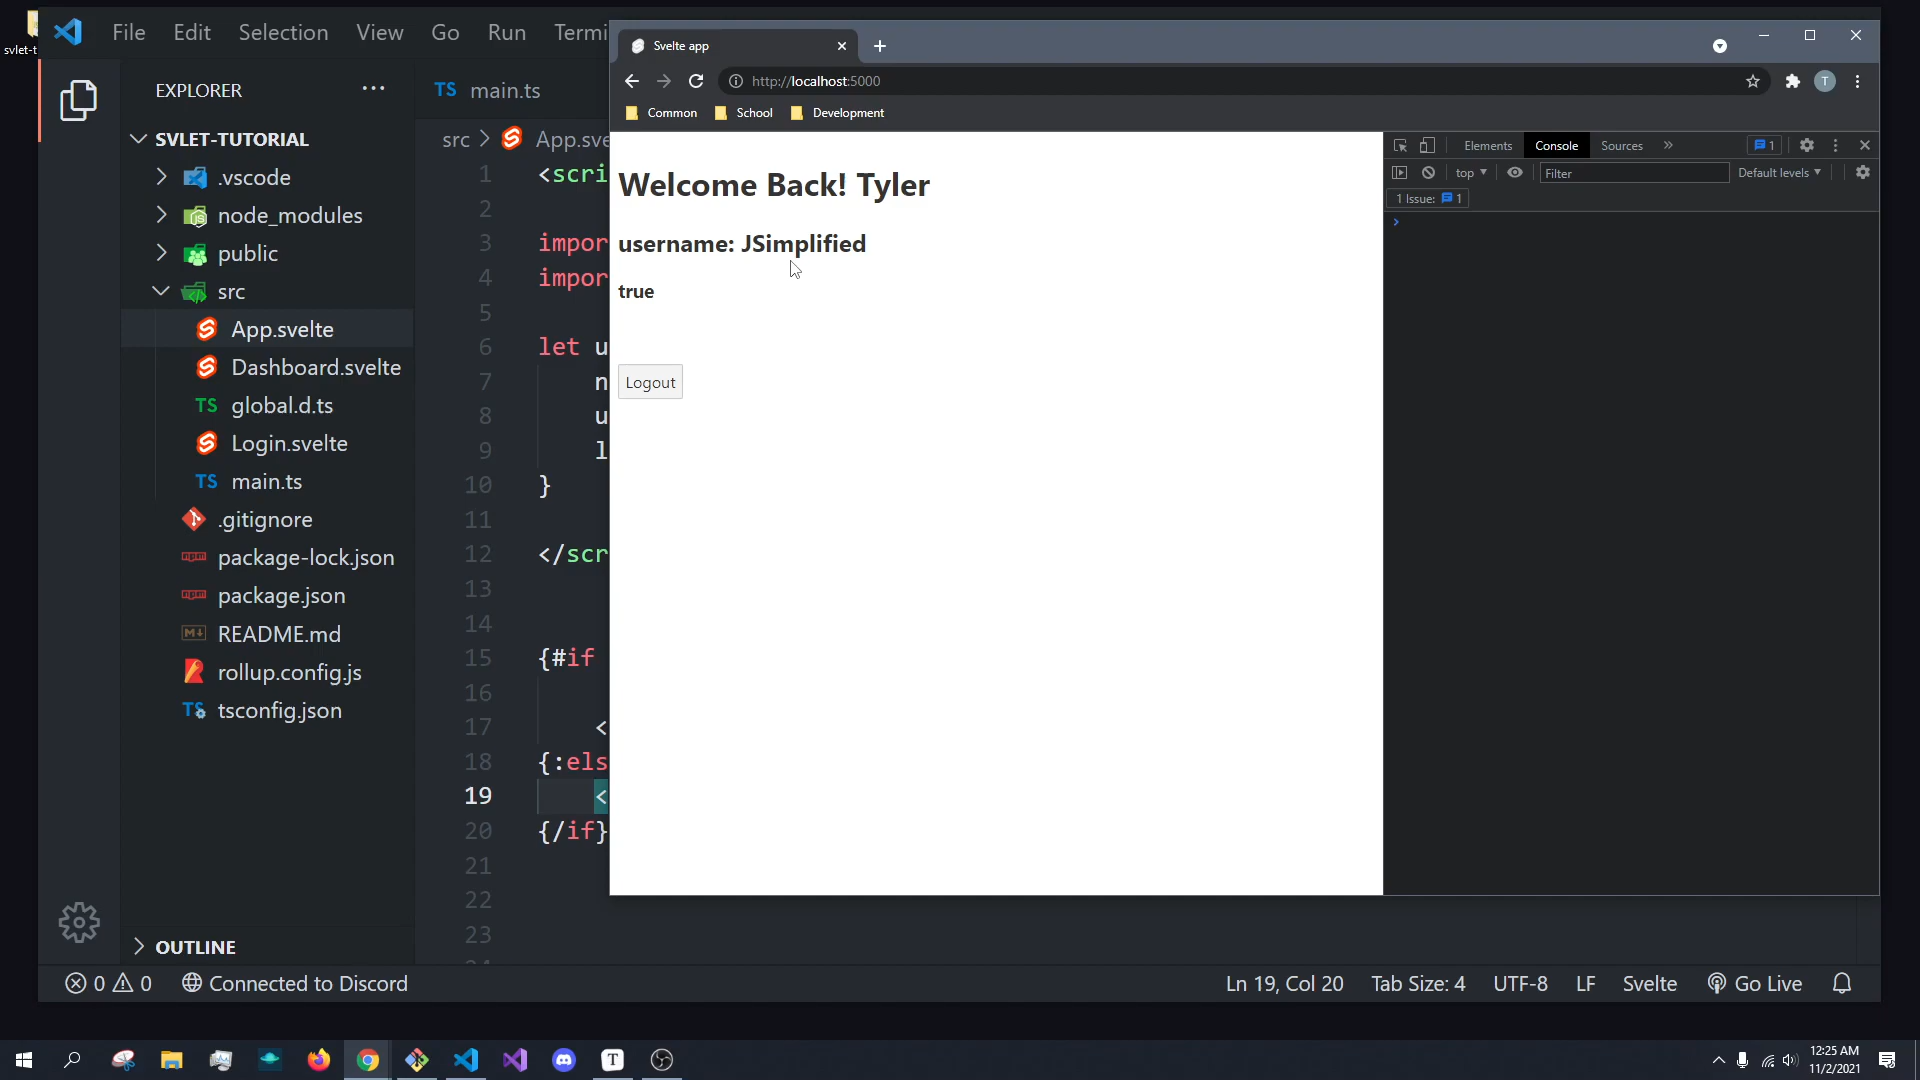 svlet-t
File Edit Selection View Go Run Termi
EXPLORER
SVLET-TUTORIAL
.vscode
node_modules
public
src
App.svelte
Dashboard.svelte
TS global.d.ts
Login.svelte
TS main.ts
.gitignore
package-lock.json
package.json
README.md
rollup.config.js
TS tsconfig.json
OUTLINE
TS main.ts
src > App.sve
1 <scri
2
3 impor
4 impor
5
6 let u
7 n
8 u
9 l
10 }
11
12 </scr
13
14
15 {#if
16
17 <
18 {:els
19 <
20 {/if}
21
22
23
Svelte app
http://localhost:5000
T
Common School Development
Welcome Back! Tyler
username: JSimplified
true
Logout
Elements Console Sources » 1
top Filter Default levels
1 Issue: 1
0 0 Connected to Discord
Ln 19, Col 20 Tab Size: 4 UTF-8 LF Svelte Go Live
T
12:25 AM
11/2/2021